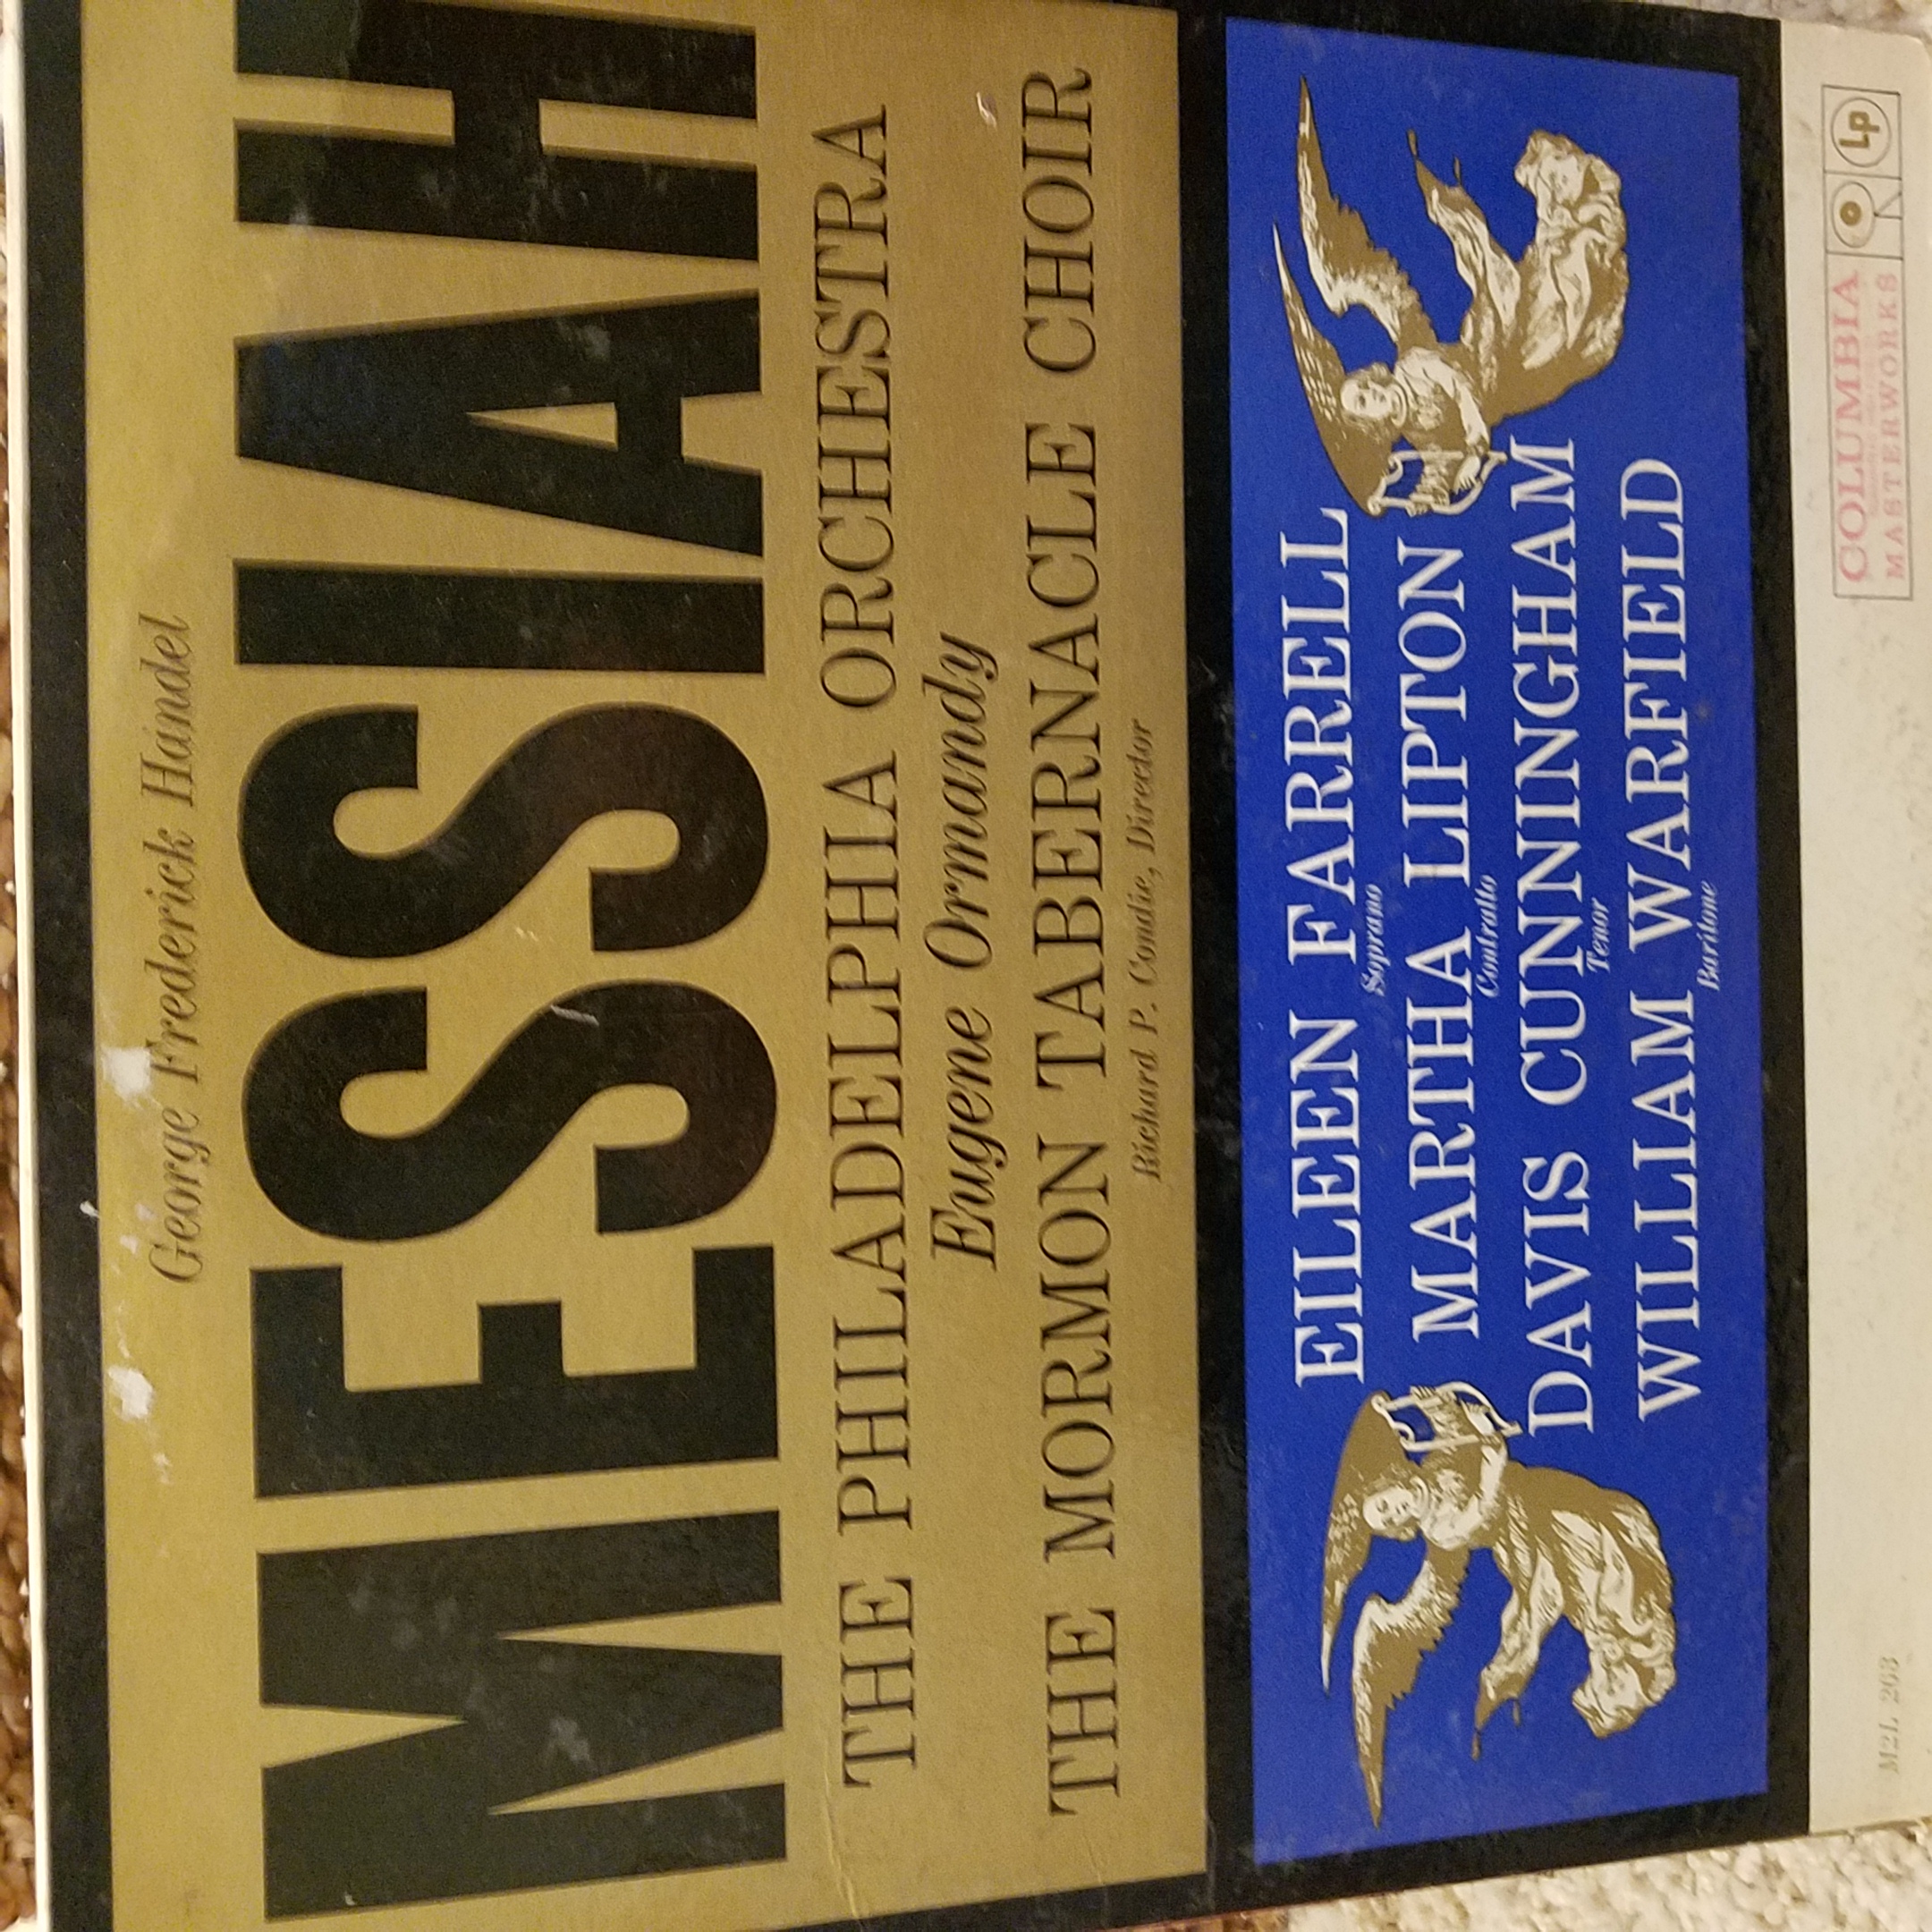 COLUMBIA
MASTERWORKS
Lp
George Frederick Handel
MESSIAH
THE PHILADELPHIA ORCHESTRA
Eugene Ormandy
THE MORMON TABERNACLE CHOIR
Richard P. Condie, Director
EILEEN FARRELL
Soprano
MARTHA LIPTON
Contralto
DAVIS CUNNINGHAM
Tenor
WILLIAM WARFIELD
Baritone
M2L 263